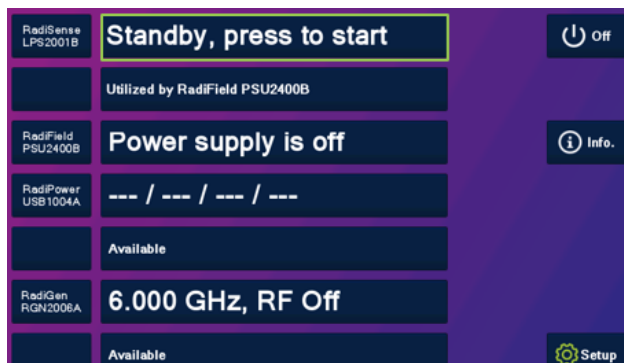 RadiSense
LPS2001B
Standby, press to start
Off
Utilized by RadiField PSU2400B
RadiField
PSU2400B
Power supply is off
Info.
RadiPower
USB1004A
--- / --- / --- / ---
Available
RadiGen
RGN2006A
6.000 GHz, RF Off
Available
Setup